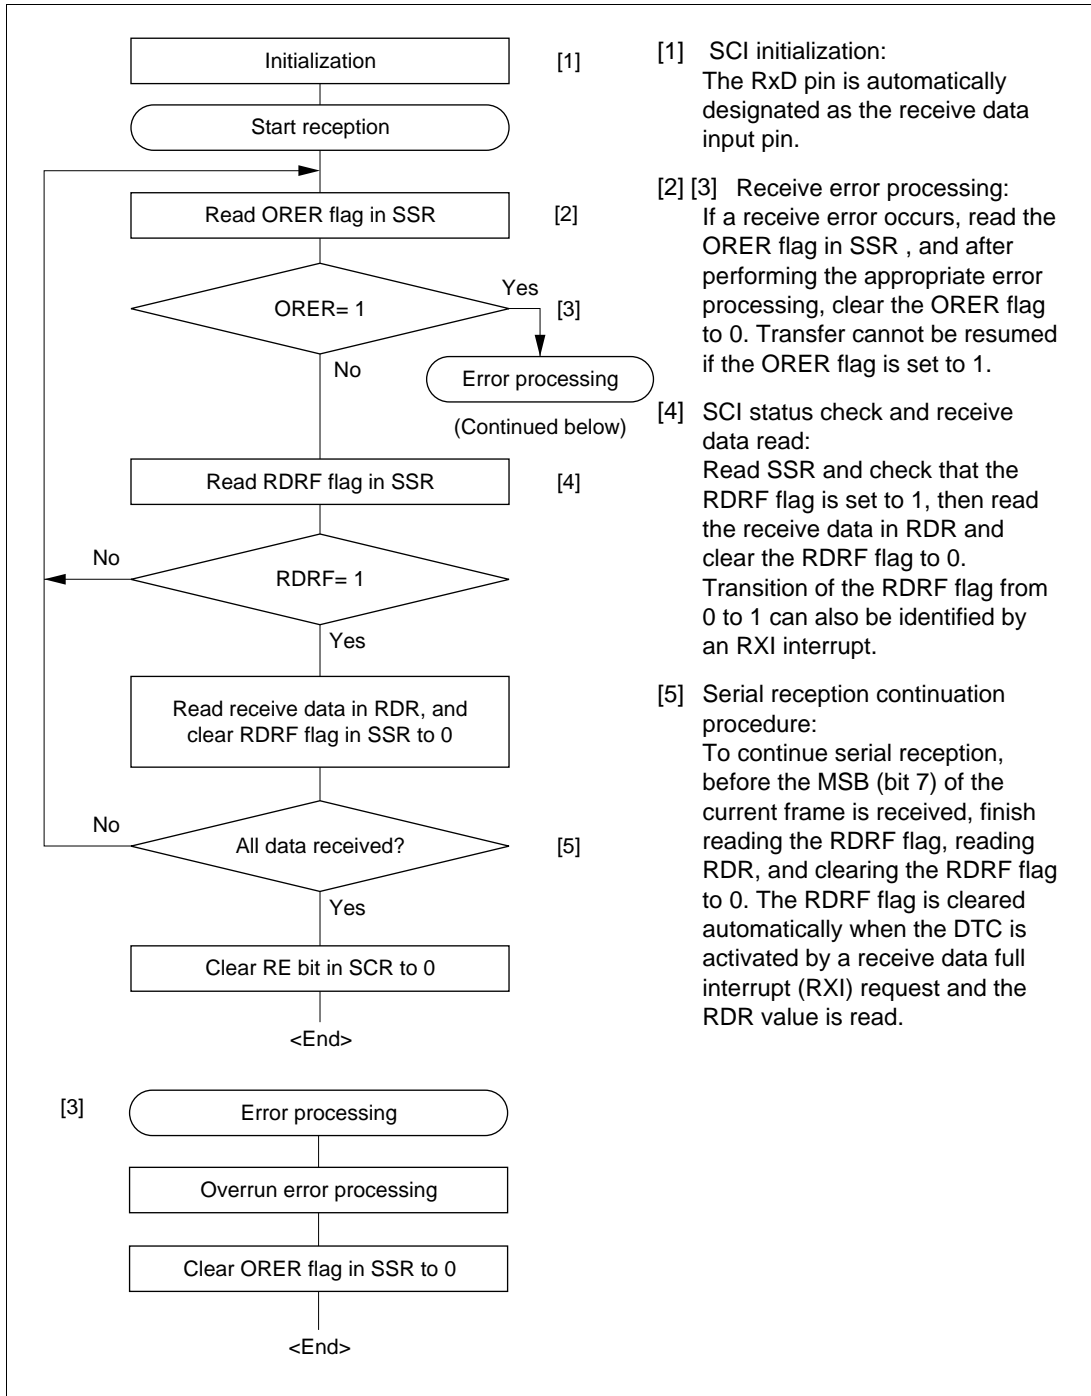 Initialization
[1]
Start reception
Read ORER flag in SSR
[2]
ORER= 1
Yes
[3]
No
Error processing
(Continued below)
Read RDRF flag in SSR
[4]
No
RDRF= 1
Yes
Read receive data in RDR, and
clear RDRF flag in SSR to 0
No
All data received?
[5]
Yes
Clear RE bit in SCR to 0
<End>
[3]
Error processing
Overrun error processing
Clear ORER flag in SSR to 0
<End>
[1] SCI initialization:
The RxD pin is automatically
designated as the receive data
input pin.
[2] [3] Receive error processing:
If a receive error occurs, read the
ORER flag in SSR , and after
performing the appropriate error
processing, clear the ORER flag
to 0. Transfer cannot be resumed
if the ORER flag is set to 1.
[4] SCI status check and receive
data read:
Read SSR and check that the
RDRF flag is set to 1, then read
the receive data in RDR and
clear the RDRF flag to 0.
Transition of the RDRF flag from
0 to 1 can also be identified by
an RXI interrupt.
[5] Serial reception continuation
procedure:
To continue serial reception,
before the MSB (bit 7) of the
current frame is received, finish
reading the RDRF flag, reading
RDR, and clearing the RDRF flag
to 0. The RDRF flag is cleared
automatically when the DTC is
activated by a receive data full
interrupt (RXI) request and the
RDR value is read.